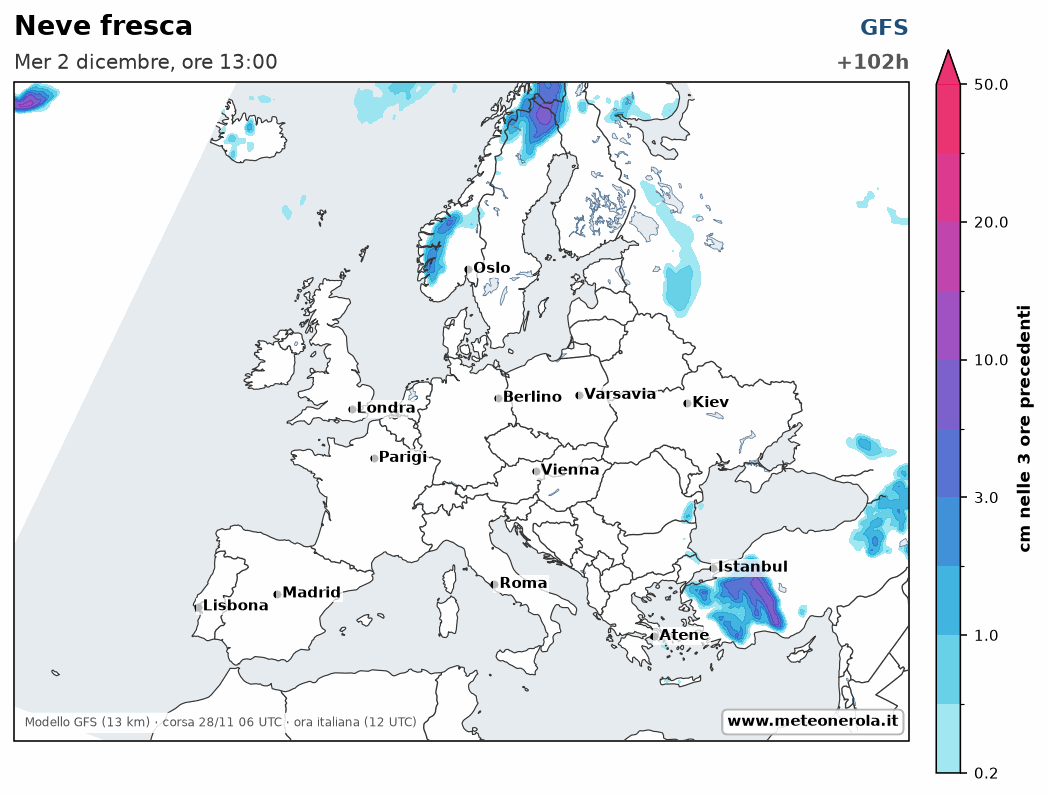 Neve fresca
GFS
Mer 2 dicembre, ore 13:00
+102h
50.0
20.0
10.0
3.0
1.0
0.2
cm nelle 3 ore precedenti
Oslo
Londra
Berlino
Varsavia
Kiev
Parigi
Vienna
Istanbul
Roma
Madrid
Lisbona
Atene
Modello GFS (13 km) · corsa 28/11 06 UTC · ora italiana (12 UTC)
www.meteonerola.it